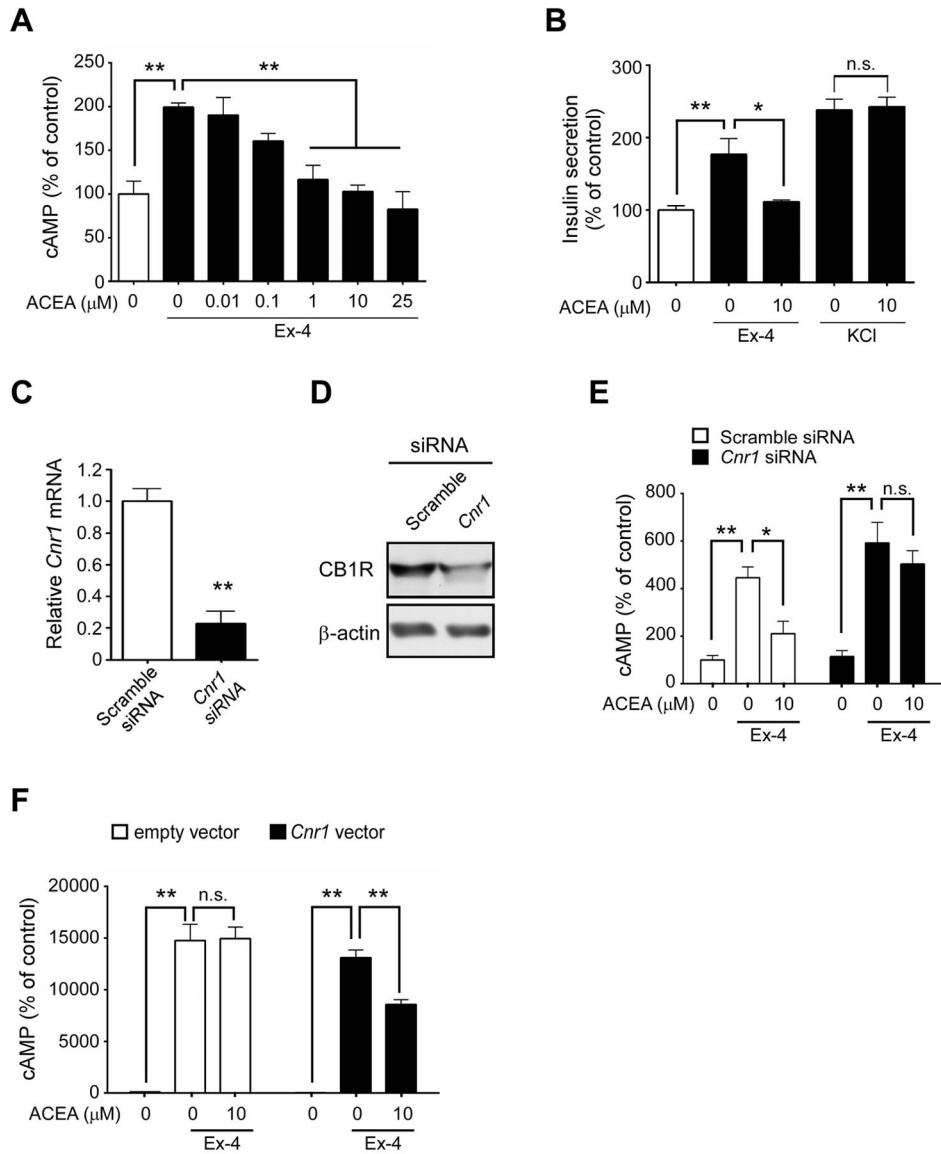 A
cAMP (% of control)
250
200
150
100
50
0
**
**
ACEA (μM) 0 0 0.01 0.1 1 10 25
Ex-4
B
Insulin secretion
(% of control)
300
200
100
0
**
*
n.s.
ACEA (μM) 0 0 10 0 10
Ex-4 KCl
C
Relative Cnr1 mRNA
1.2
1.0
0.8
0.6
0.4
0.2
0
**
Scramble
siRNA
Cnr1
siRNA
D
siRNA
Scramble
Cnr1
CB1R
β-actin
E
Scramble siRNA
Cnr1 siRNA
cAMP (% of control)
800
600
400
200
0
**
*
**
n.s.
ACEA (μM) 0 0 10 0 0 10
Ex-4 Ex-4
F
empty vector Cnr1 vector
cAMP (% of control)
20000
15000
10000
5000
0
**
n.s.
**
**
ACEA (μM) 0 0 10 0 0 10
Ex-4 Ex-4